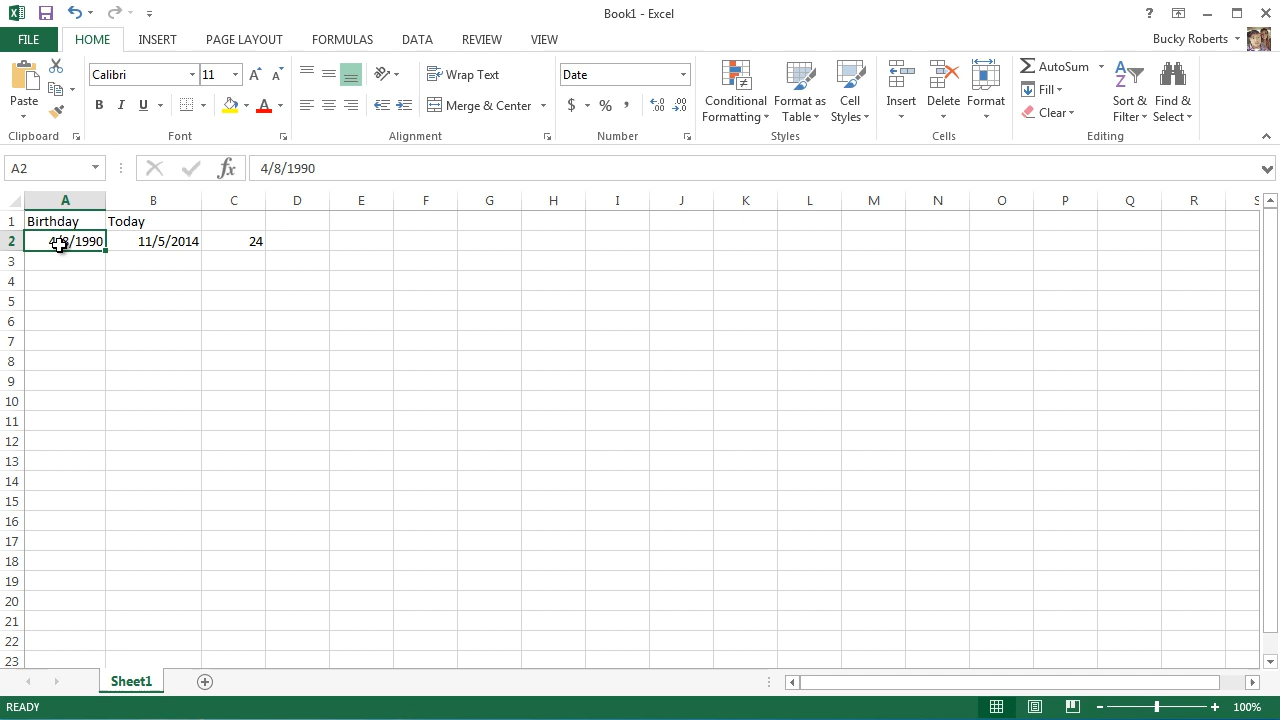 Book1 - Excel
?
FILE HOME INSERT PAGE LAYOUT FORMULAS DATA REVIEW VIEW Bucky Roberts
Paste
Clipboard
Calibri 11
B I U A
Font
Wrap Text
Merge & Center
Alignment
Date
$ % ,
Number
Conditional Formatting
Format as Table
Cell Styles
Styles
Insert Delete Format
Cells
AutoSum
Fill
Clear
Sort & Filter
Find & Select
Editing
A2 fx 4/8/1990
A B C D E F G H I J K L M N O P Q R S
1 Birthday Today
2 4/8/1990 11/5/2014 24
3
4
5
6
7
8
9
10
11
12
13
14
15
16
17
18
19
20
21
22
23
Sheet1
READY 100%